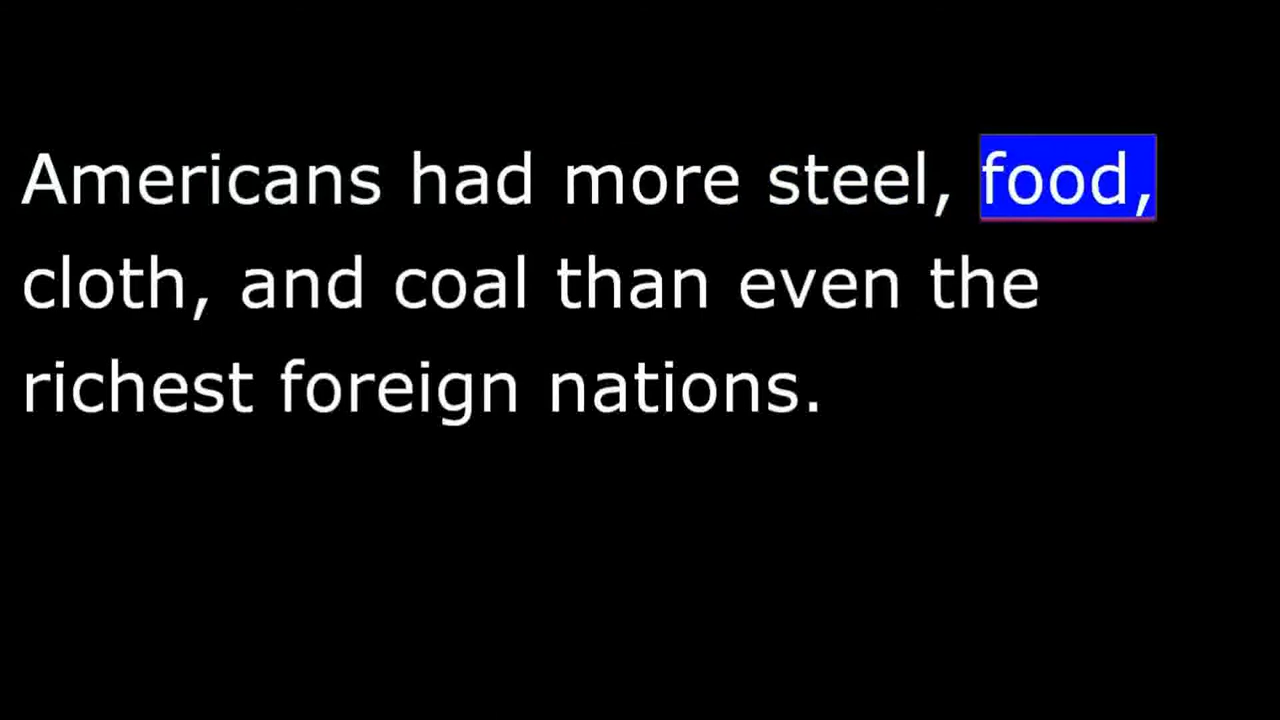 Americans had more steel, food,
cloth, and coal than even the
richest foreign nations.